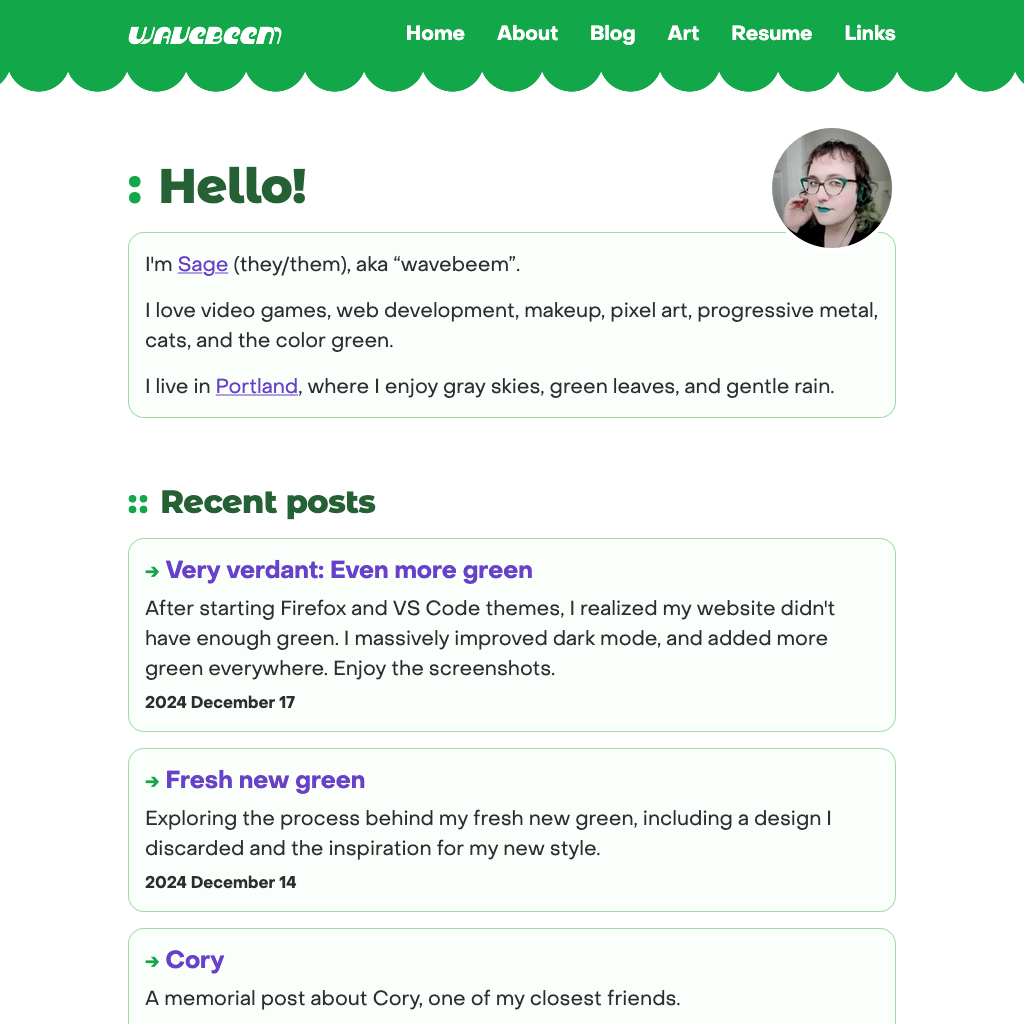 WAVEBEEM
Home About Blog Art Resume Links
Hello!
I'm Sage (they/them), aka “wavebeem”.
I love video games, web development, makeup, pixel art, progressive metal,
cats, and the color green.
I live in Portland, where I enjoy gray skies, green leaves, and gentle rain.
Recent posts
→ Very verdant: Even more green
After starting Firefox and VS Code themes, I realized my website didn't
have enough green. I massively improved dark mode, and added more
green everywhere. Enjoy the screenshots.
2024 December 17
→ Fresh new green
Exploring the process behind my fresh new green, including a design I
discarded and the inspiration for my new style.
2024 December 14
→ Cory
A memorial post about Cory, one of my closest friends.